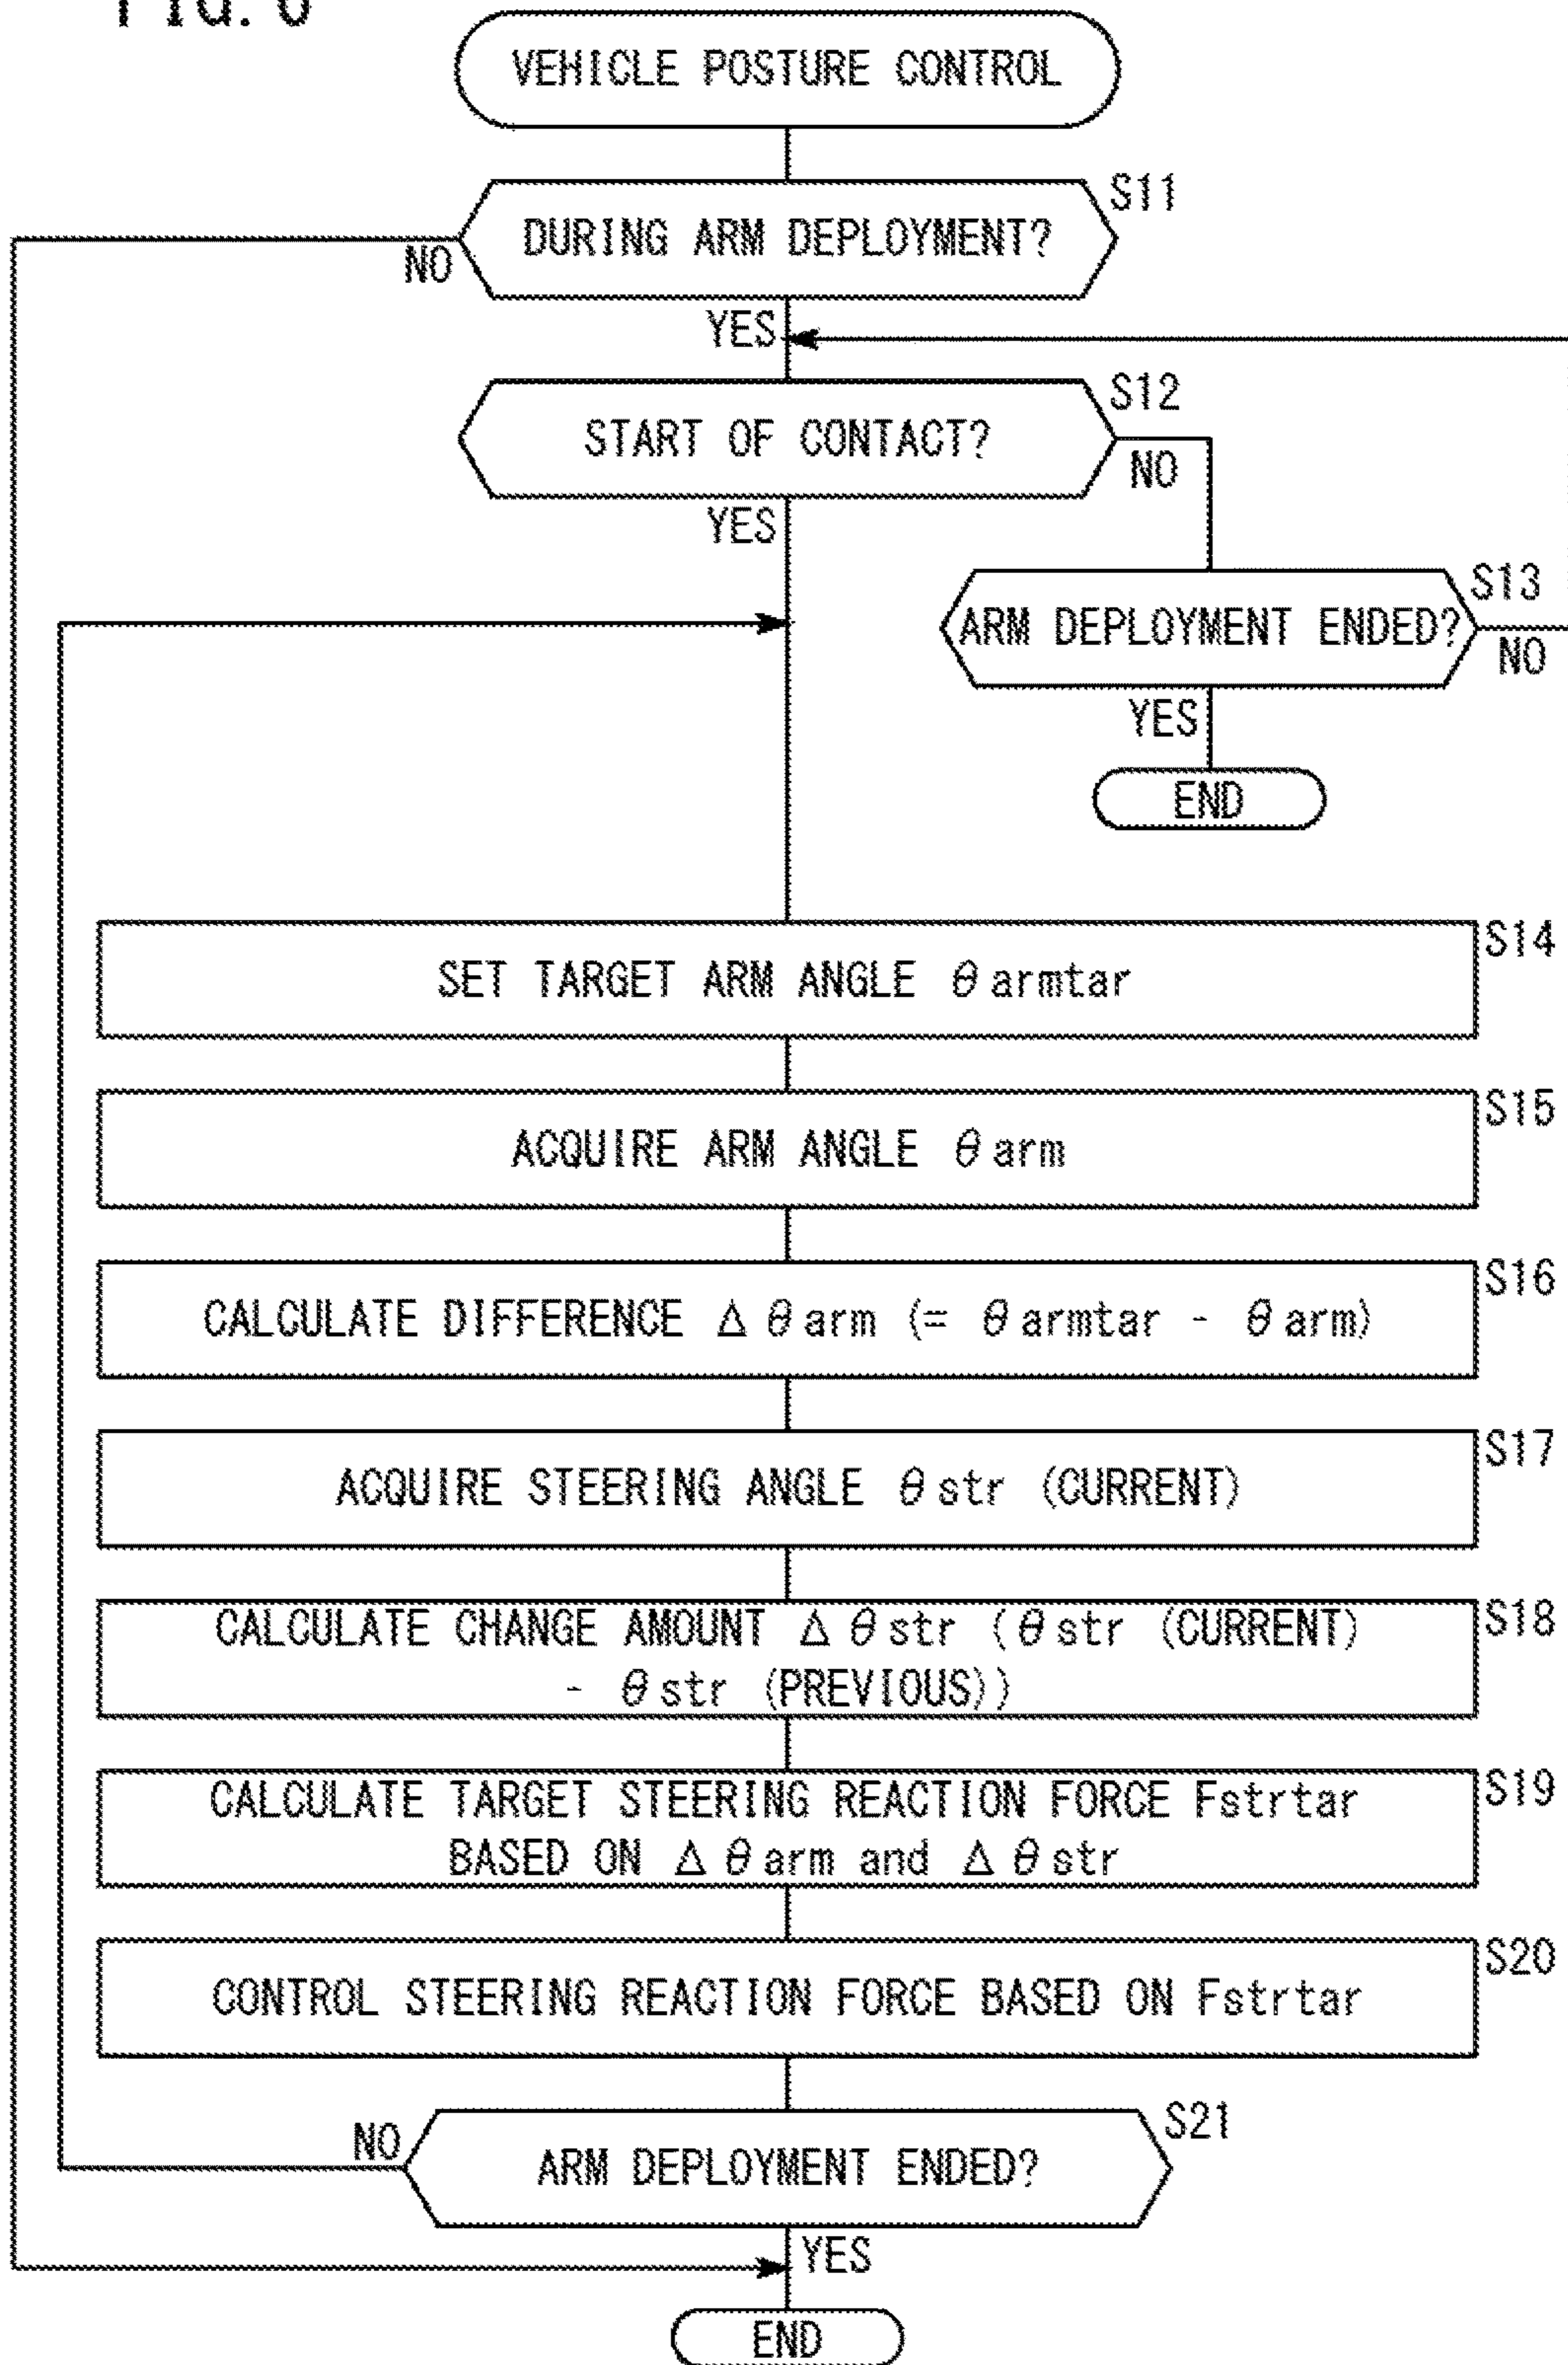 VEHICLE POSTURE CONTROL
S11
DURING ARM DEPLOYMENT?
NO
YES
S12
START OF CONTACT?
NO
YES
S13
ARM DEPLOYMENT ENDED?
NO
YES
END
S14
SET TARGET ARM ANGLE θarmtar
S15
ACQUIRE ARM ANGLE θarm
S16
CALCULATE DIFFERENCE Δθarm (= θarmtar - θarm)
S17
ACQUIRE STEERING ANGLE θstr (CURRENT)
S18
CALCULATE CHANGE AMOUNT Δθstr (θstr (CURRENT)
- θstr (PREVIOUS))
S19
CALCULATE TARGET STEERING REACTION FORCE Fstrtar
BASED ON Δθarm and Δθstr
S20
CONTROL STEERING REACTION FORCE BASED ON Fstrtar
S21
NO
ARM DEPLOYMENT ENDED?
YES
END